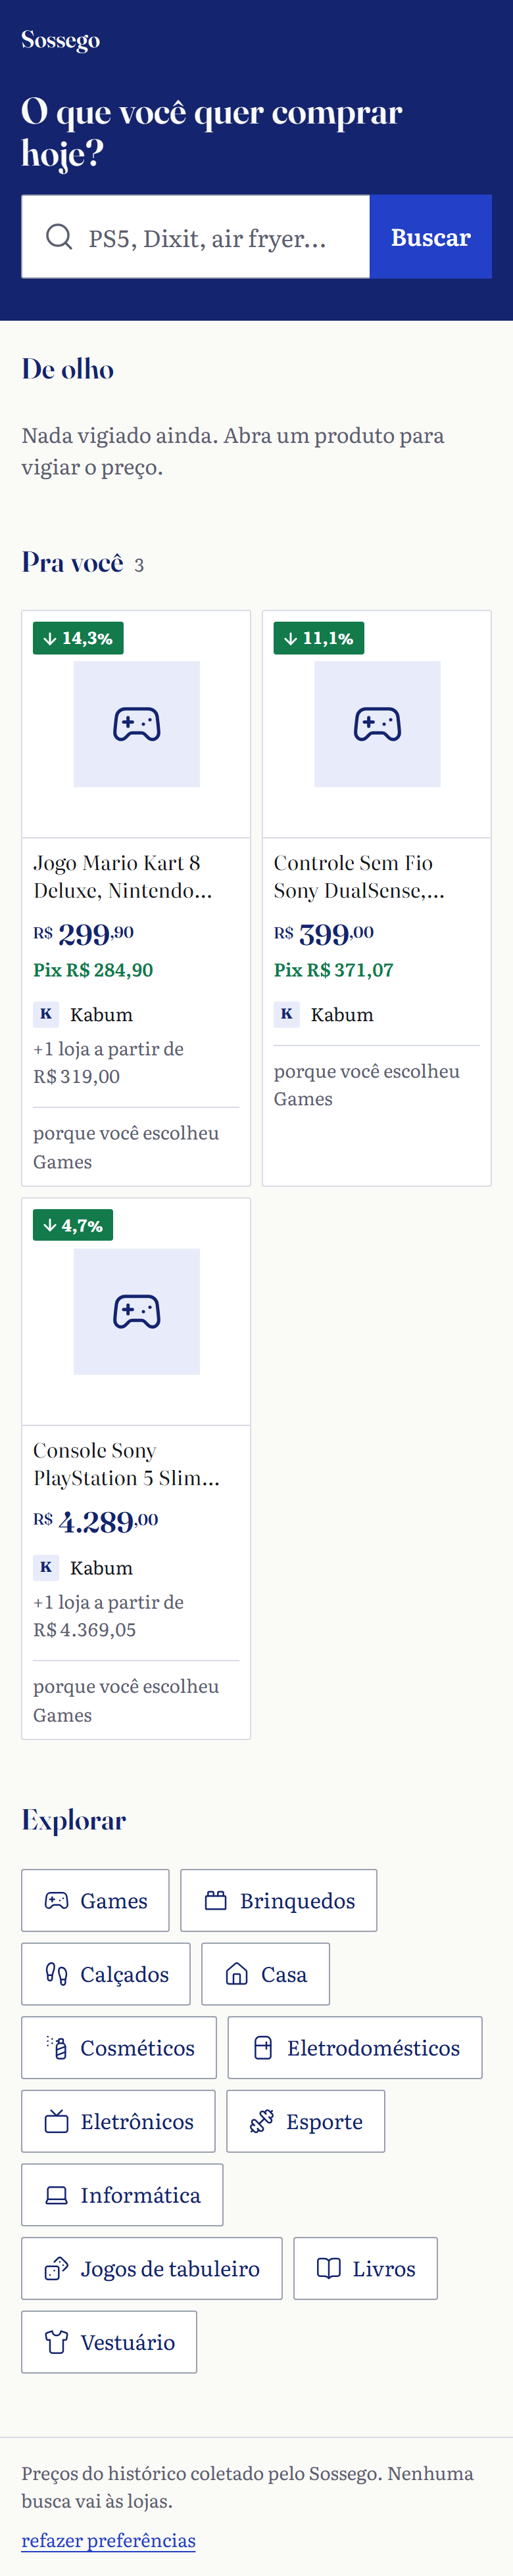 Sossego
O que você quer comprar
hoje?
PS5, Dixit, air fryer...
Buscar
De olho
Nada vigiado ainda. Abra um produto para
vigiar o preço.
Pra você 3
↓ 14,3%
Jogo Mario Kart 8
Deluxe, Nintendo...
R$ 299,90
Pix R$ 284,90
K Kabum
+1 loja a partir de
R$ 319,00
porque você escolheu
Games
↓ 11,1%
Controle Sem Fio
Sony DualSense,...
R$ 399,00
Pix R$ 371,07
K Kabum
porque você escolheu
Games
↓ 4,7%
Console Sony
PlayStation 5 Slim...
R$ 4.289,00
K Kabum
+1 loja a partir de
R$ 4.369,05
porque você escolheu
Games
Explorar
Games
Brinquedos
Calçados
Casa
Cosméticos
Eletrodomésticos
Eletrônicos
Esporte
Informática
Jogos de tabuleiro
Livros
Vestuário
Preços do histórico coletado pelo Sossego. Nenhuma
busca vai às lojas.
refazer preferências